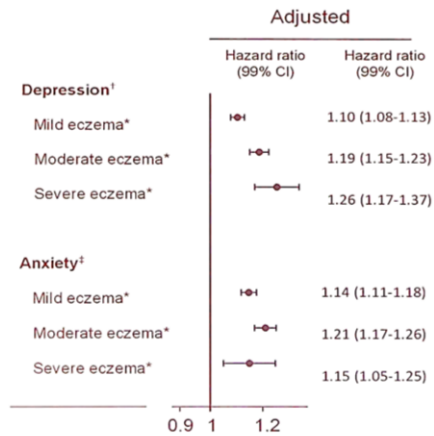 Adjusted
Hazard ratio (99% CI)
Hazard ratio (99% CI)
Depression†
Mild eczema* 1.10 (1.08-1.13)
Moderate eczema* 1.19 (1.15-1.23)
Severe eczema* 1.26 (1.17-1.37)
Anxiety‡
Mild eczema* 1.14 (1.11-1.18)
Moderate eczema* 1.21 (1.17-1.26)
Severe eczema* 1.15 (1.05-1.25)
0.9 1 1.2